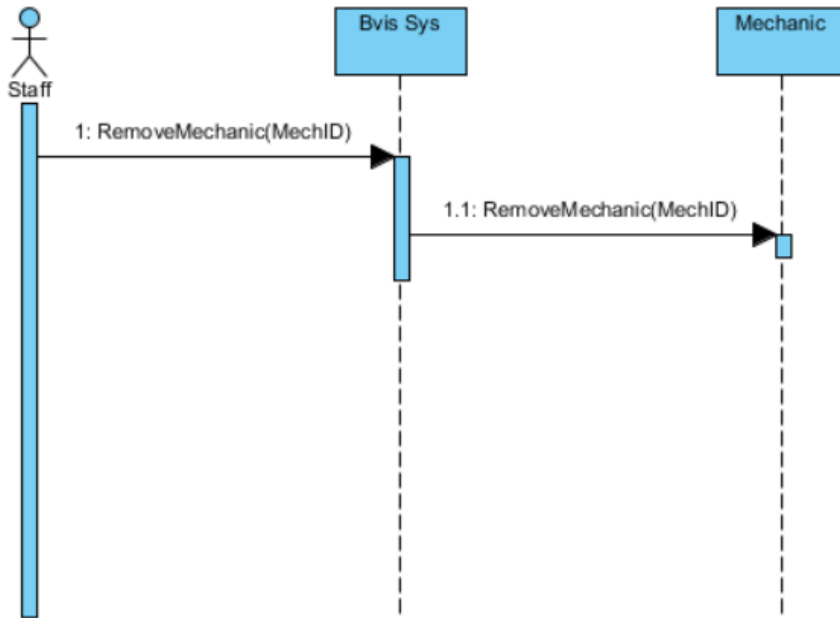 Bvis Sys
Mechanic
Staff
1: RemoveMechanic(MechID)
1.1: RemoveMechanic(MechID)